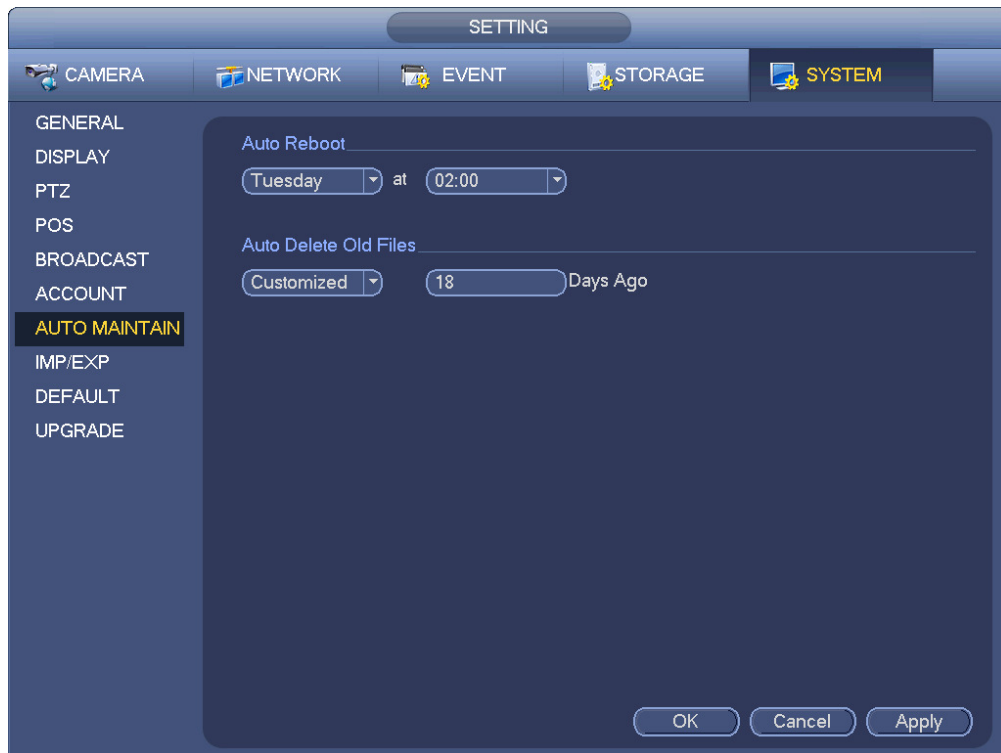 SETTING
CAMERA NETWORK EVENT STORAGE SYSTEM
GENERAL
DISPLAY
PTZ
POS
BROADCAST
ACCOUNT
AUTO MAINTAIN
IMP/EXP
DEFAULT
UPGRADE
Auto Reboot
Tuesday at 02:00
Auto Delete Old Files
Customized 18 Days Ago
OK Cancel Apply